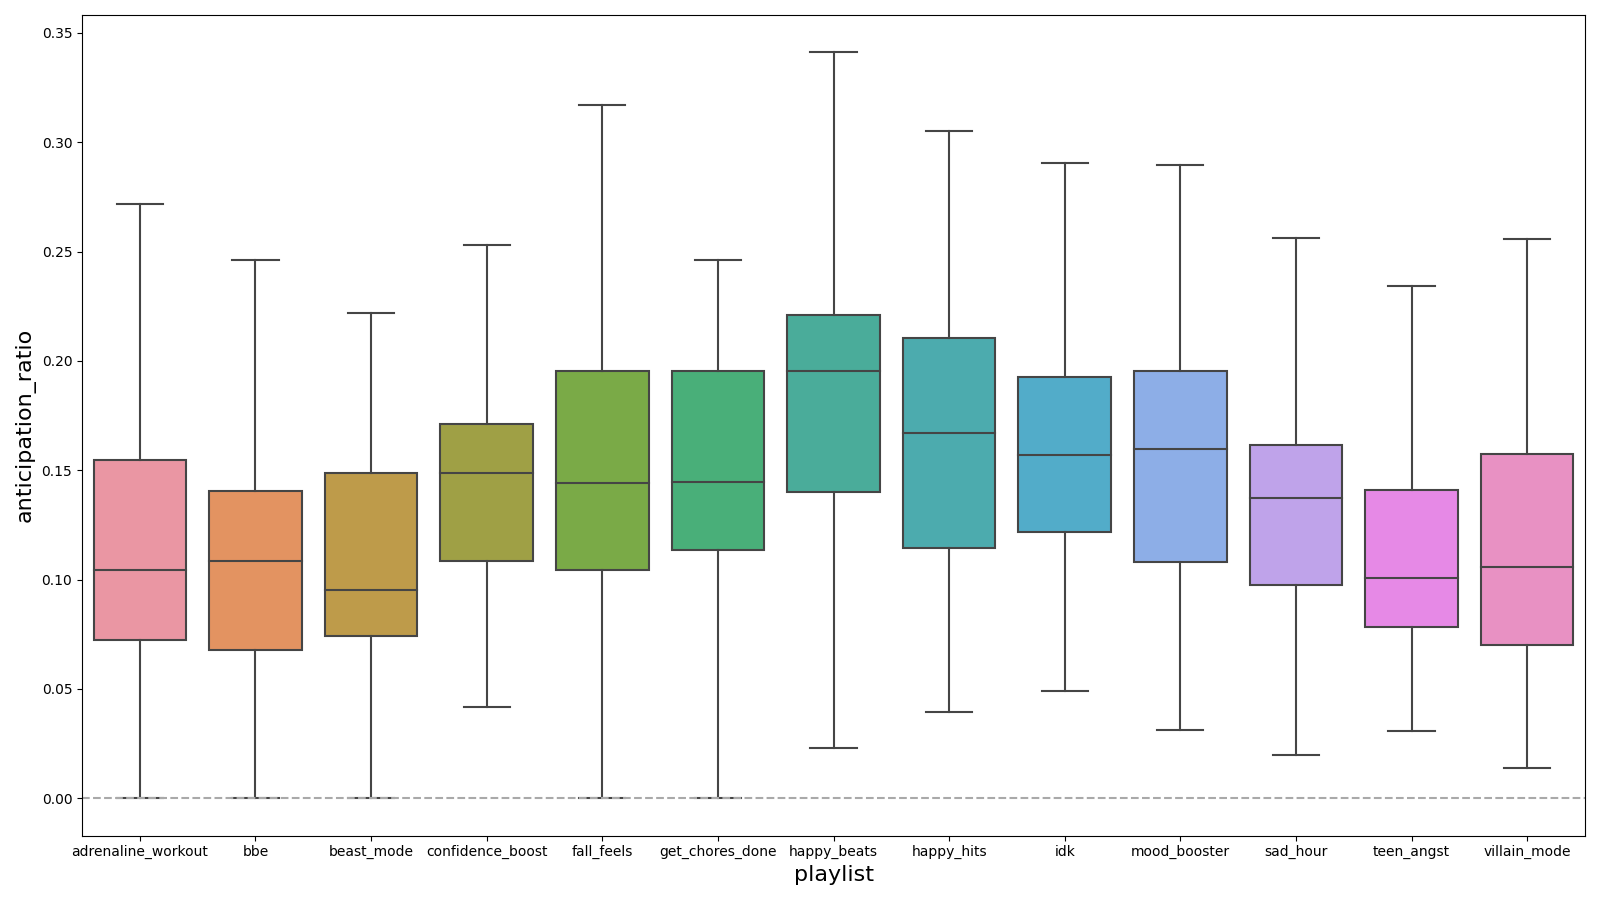 anticipation_ratio
0.35
0.30
0.25
0.20
0.15
0.10
0.05
0.00
adrenaline_workout bbe beast_mode confidence_boost fall_feels get_chores_done happy_beats happy_hits idk mood_booster sad_hour teen_angst villain_mode
playlist